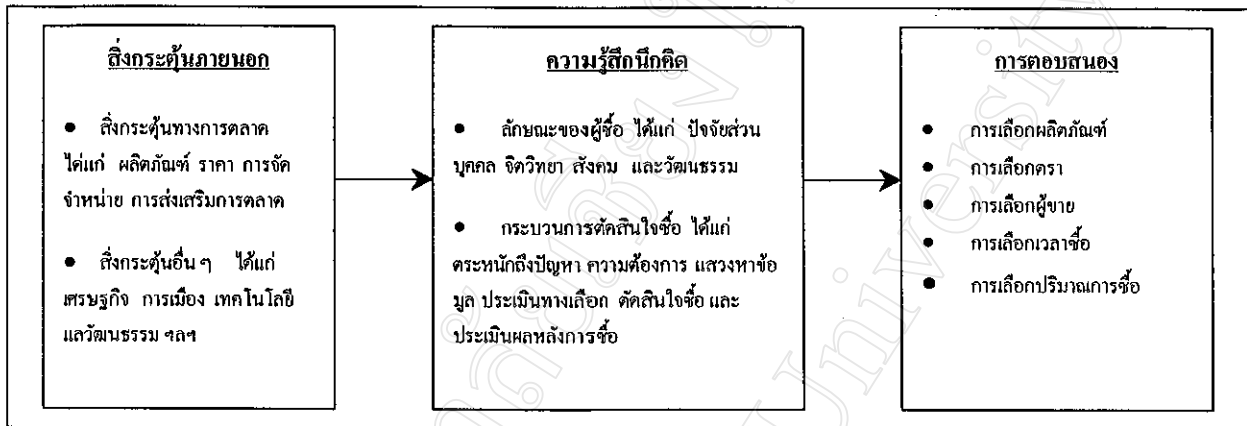 สิ่งกระตุ้นภายนอก
● สิ่งกระตุ้นทางการตลาด
ได่แก่ ผลิตภัณฑ์ ราคา การจัด
จำหน่าย การส่งเสริมการตลาด
● สิ่งกระตุ้นอื่น ๆ ได้แก่
เศรษฐกิจ การเมือง เทคโนโลยี
แลวัฒนธรรม ฯลฯ
ความรู้สึกนึกคิด
● ลักษณะของผู้ซื้อ ได้แก่ ปัจจัยส่วน
บุคคล จิตวิทยา สังคม และวัฒนธรรม
● กระบวนการตัดสินใจซื้อ ได้แก่
ตระหนักถึงปัญหา ความต้องการ แสวงหาข้อ
มูล ประเมินทางเลือก ตัดสินใจซื้อ และ
ประเมินผลหลังการซื้อ
การตอบสนอง
● การเลือกผลิตภัณฑ์
● การเลือกตรา
● การเลือกผู้ขาย
● การเลือกเวลาซื้อ
● การเลือกปริมาณการซื้อ
University